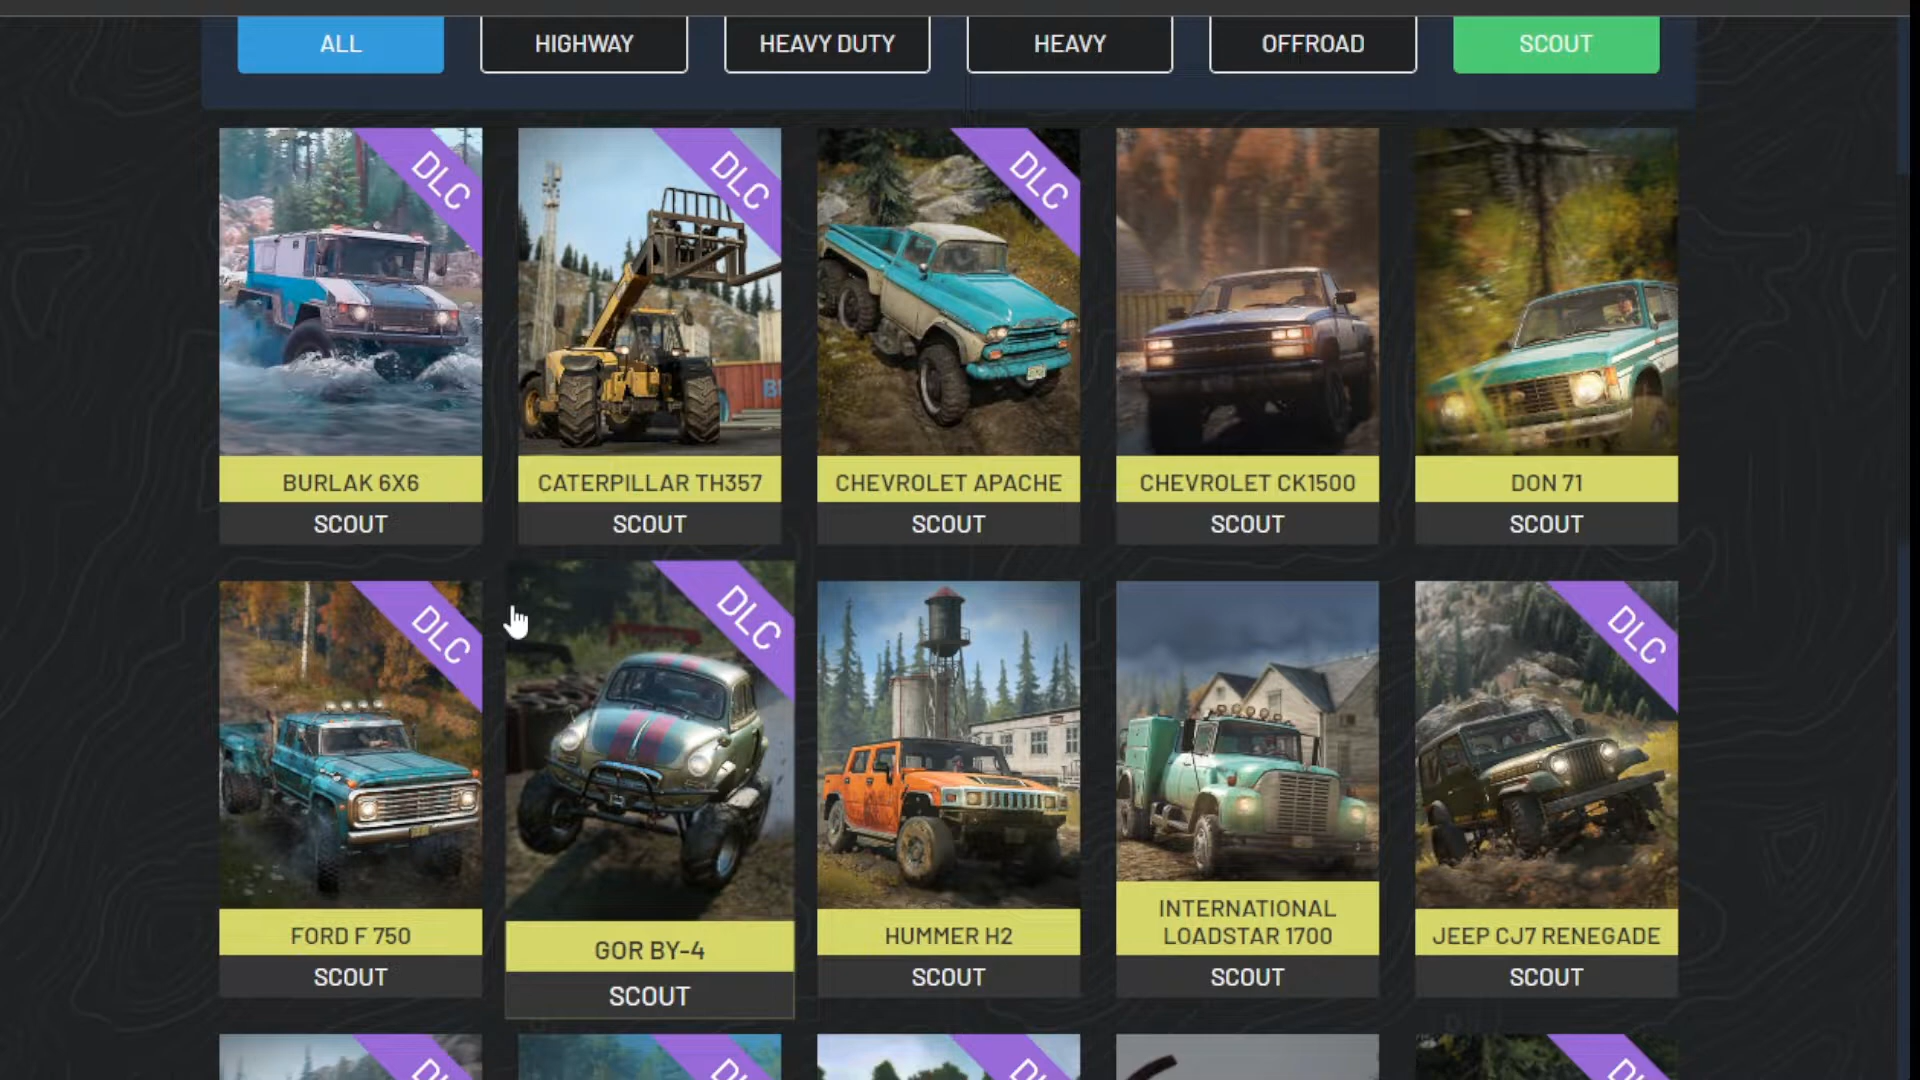 ALL
HIGHWAY
HEAVY DUTY
HEAVY
OFFROAD
SCOUT
DLC
DLC
DLC
BURLAK 6X6
CATERPILLAR TH357
CHEVROLET APACHE
CHEVROLET CK1500
DON 71
SCOUT
SCOUT
SCOUT
SCOUT
SCOUT
DLC
DLC
DLC
FORD F 750
GOR BY-4
HUMMER H2
INTERNATIONAL
LOADSTAR 1700
JEEP CJ7 RENEGADE
SCOUT
SCOUT
SCOUT
SCOUT
SCOUT